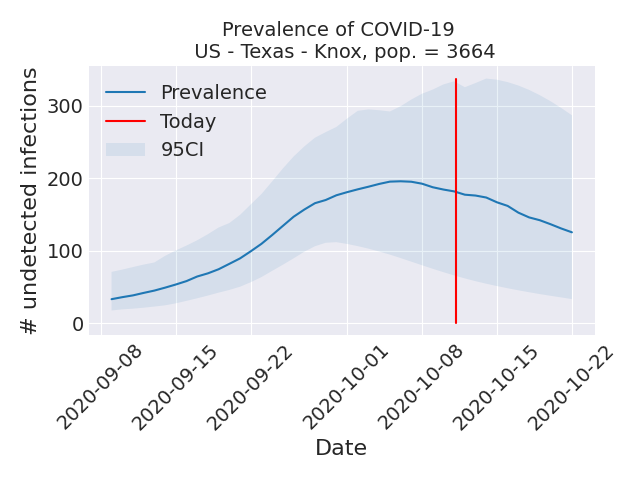 Prevalence of COVID-19
US - Texas - Knox, pop. = 3664
# undetected infections
300
200
100
0
Prevalence
Today
95CI
2020-09-08
2020-09-15
2020-09-22
2020-10-01
2020-10-08
2020-10-15
2020-10-22
Date